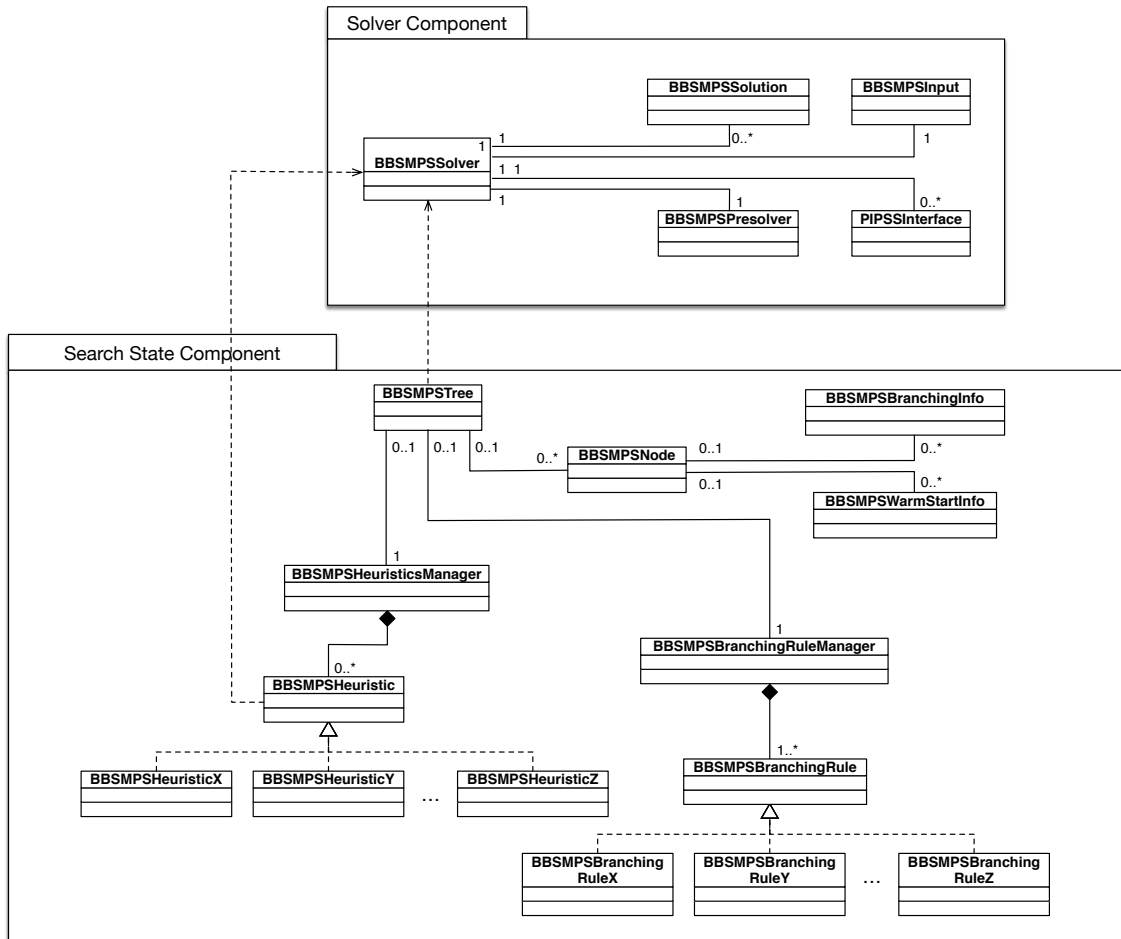 Solver Component
BBSMPSSolution
BBSMPSInput
1
0..*
1
1
BBSMPSSolver
1 1
1
1
0..*
BBSMPSPresolver
PIPSSInterface
Search State Component
BBSMPSTree
BBSMPSBranchingInfo
0..1
0..1
0..1
0..*
BBSMPSNode
0..1
0..*
0..1
0..*
BBSMPSWarmStartInfo
1
BBSMPSHeuristicsManager
1
BBSMPSBranchingRuleManager
0..*
BBSMPSHeuristic
1..*
BBSMPSBranchingRule
BBSMPSHeuristicX
BBSMPSHeuristicY
...
BBSMPSHeuristicZ
BBSMPSBranching
RuleX
BBSMPSBranching
RuleY
...
BBSMPSBranching
RuleZ